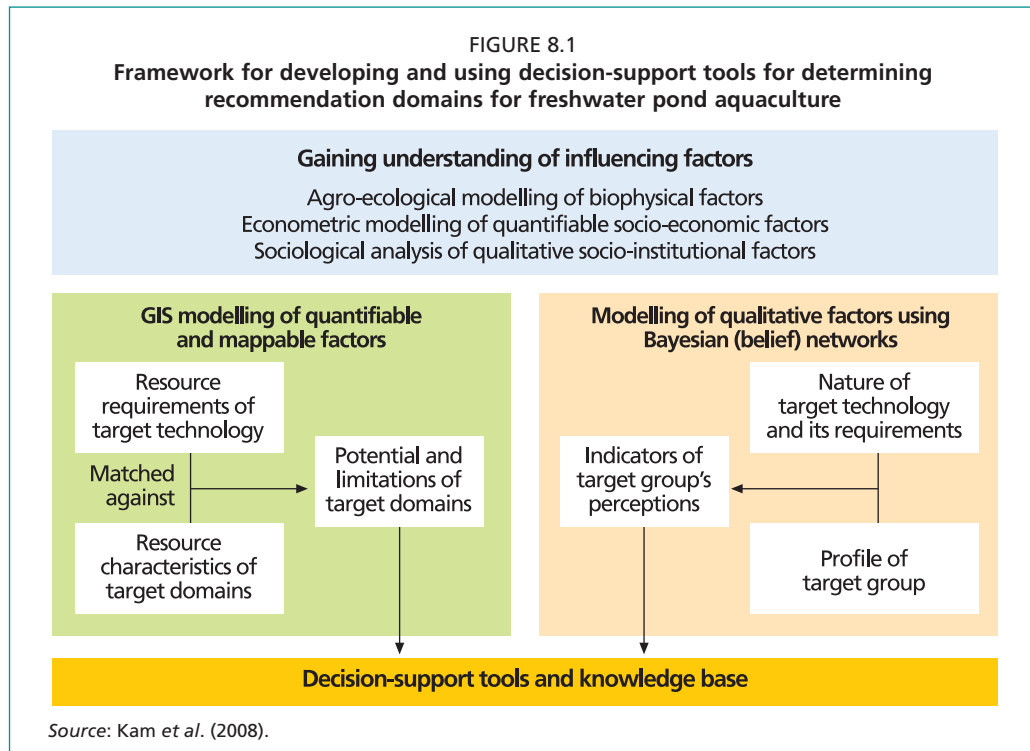 FIGURE 8.1
Framework for developing and using decision-support tools for determining
recommendation domains for freshwater pond aquaculture
Gaining understanding of influencing factors
Agro-ecological modelling of biophysical factors
Econometric modelling of quantifiable socio-economic factors
Sociological analysis of qualitative socio-institutional factors
GIS modelling of quantifiable
and mappable factors
Resource
requirements of
target technology
Matched
against
Resource
characteristics of
target domains
Potential and
limitations of
target domains
Modelling of qualitative factors using
Bayesian (belief) networks
Nature of
target technology
and its requirements
Indicators of
target group's
perceptions
Profile of
target group
Decision-support tools and knowledge base
Source: Kam et al. (2008).